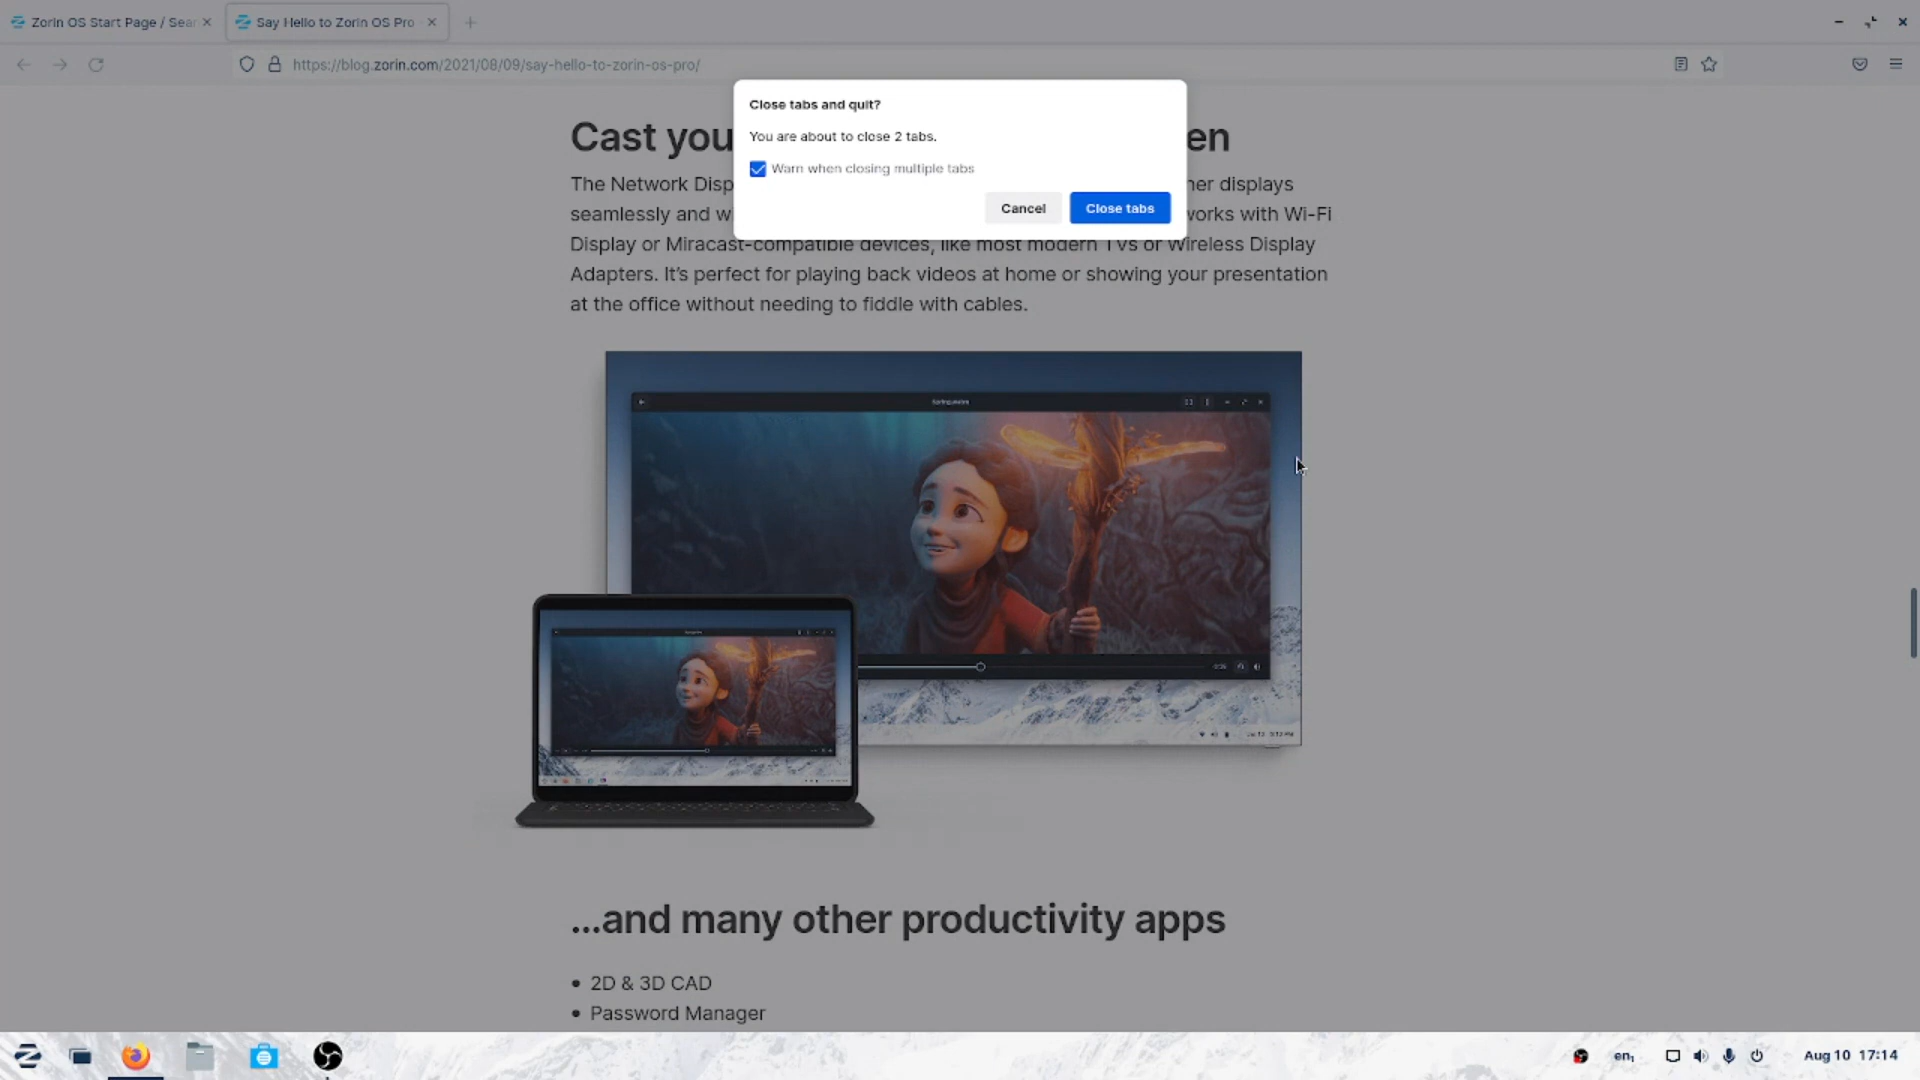 Zorin OS Start Page / Sear
Say Hello to Zorin OS Pro
https://blog.zorin.com/2021/08/09/say-hello-to-zorin-os-pro/
Close tabs and quit?
You are about to close 2 tabs.
Warn when closing multiple tabs
Cancel
Close tabs
Cast you
en
The Network Disp
her displays
seamlessly and w
works with Wi-Fi
Display or Miracast-compatible devices, like most modern TVs or Wireless Display
Adapters. It's perfect for playing back videos at home or showing your presentation
at the office without needing to fiddle with cables.
...and many other productivity apps
• 2D & 3D CAD
• Password Manager
en₁
Aug 10 17:14